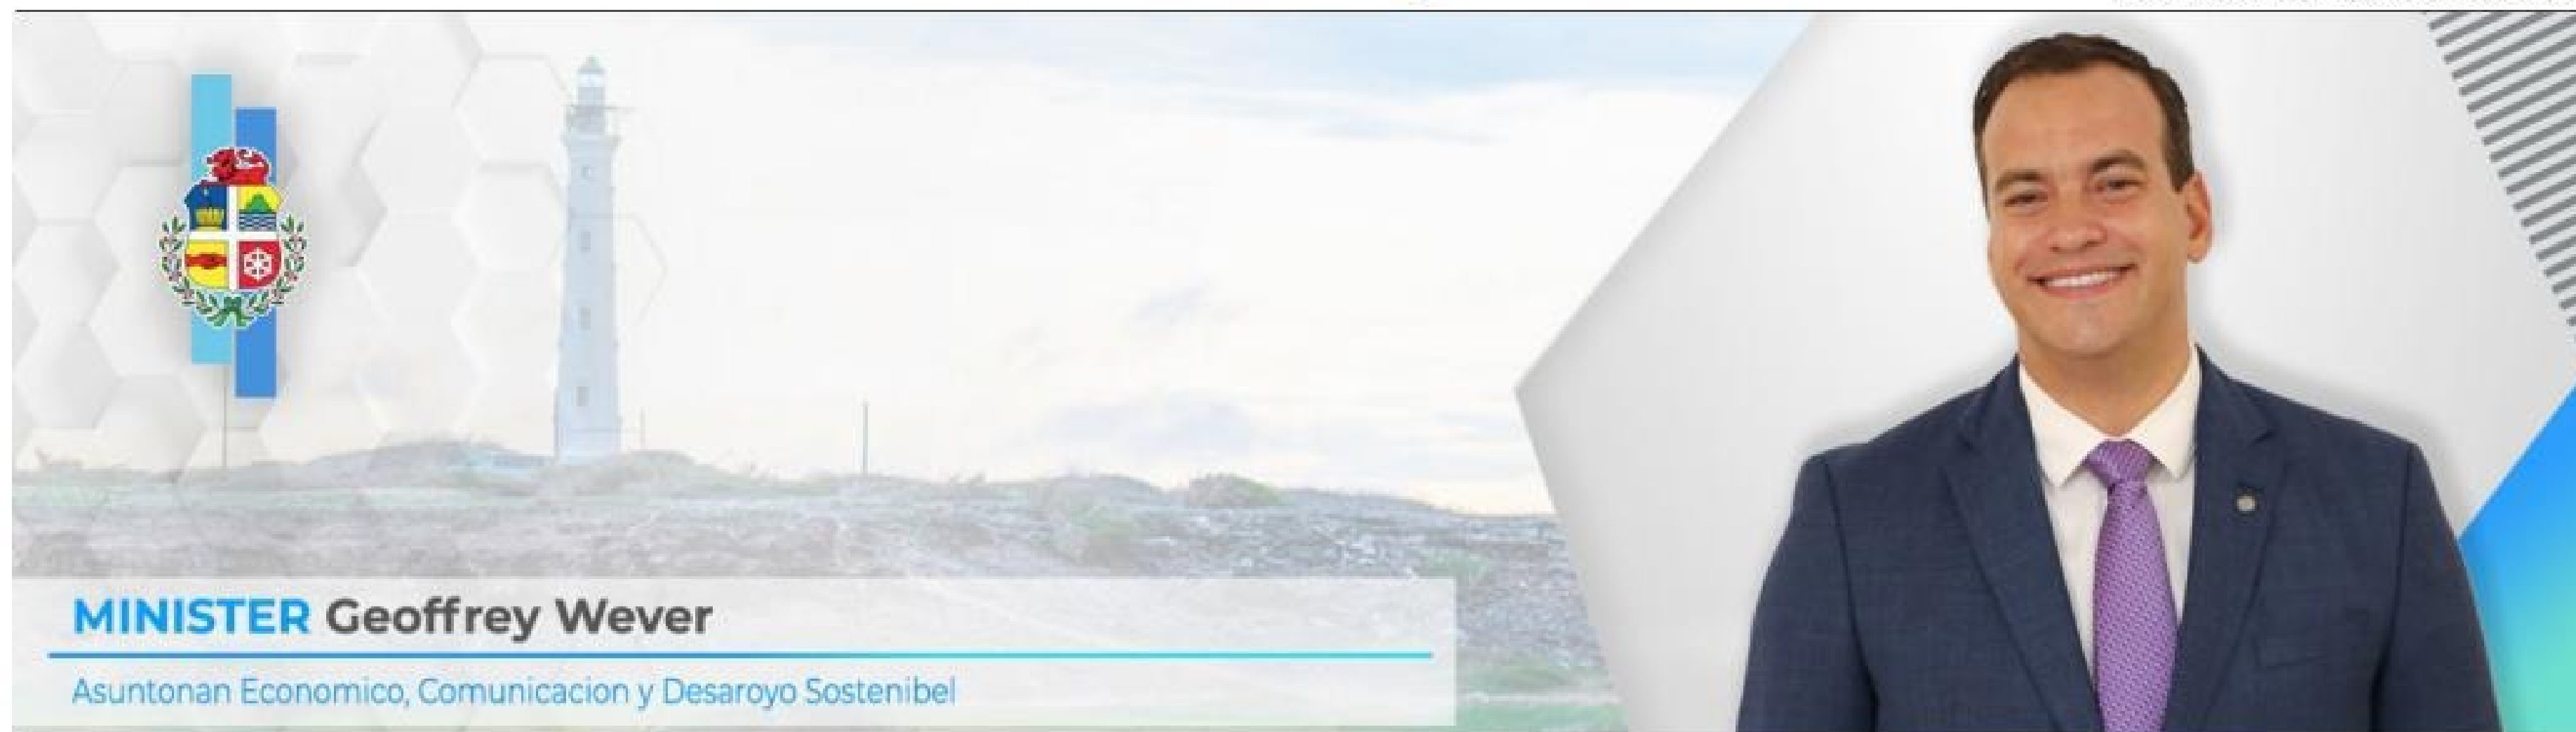 MINISTER Geoffrey Wever
Asuntonan Economico, Comunicacion y Desaroyo Sostenibel